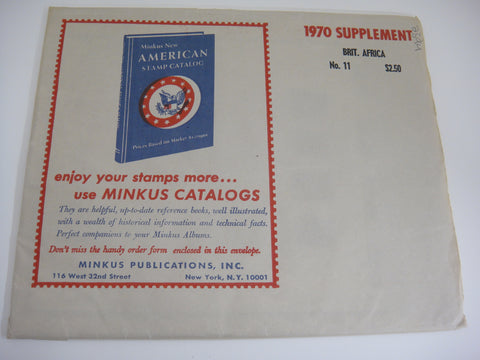 1970 SUPPLEMENT
BRIT. AFRICA
No. 11 $2.50
Minkus New
AMERICAN
STAMP CATALOG
Prices Based on Market Averages
enjoy your stamps more...
use MINKUS CATALOGS
They are helpful, up-to-date reference books, well illustrated,
with a wealth of historical information and technical facts.
Perfect companions to your Minkus Albums.
Don't miss the handy order form enclosed in this envelope.
MINKUS PUBLICATIONS, INC.
116 West 32nd Street New York, N.Y. 10001